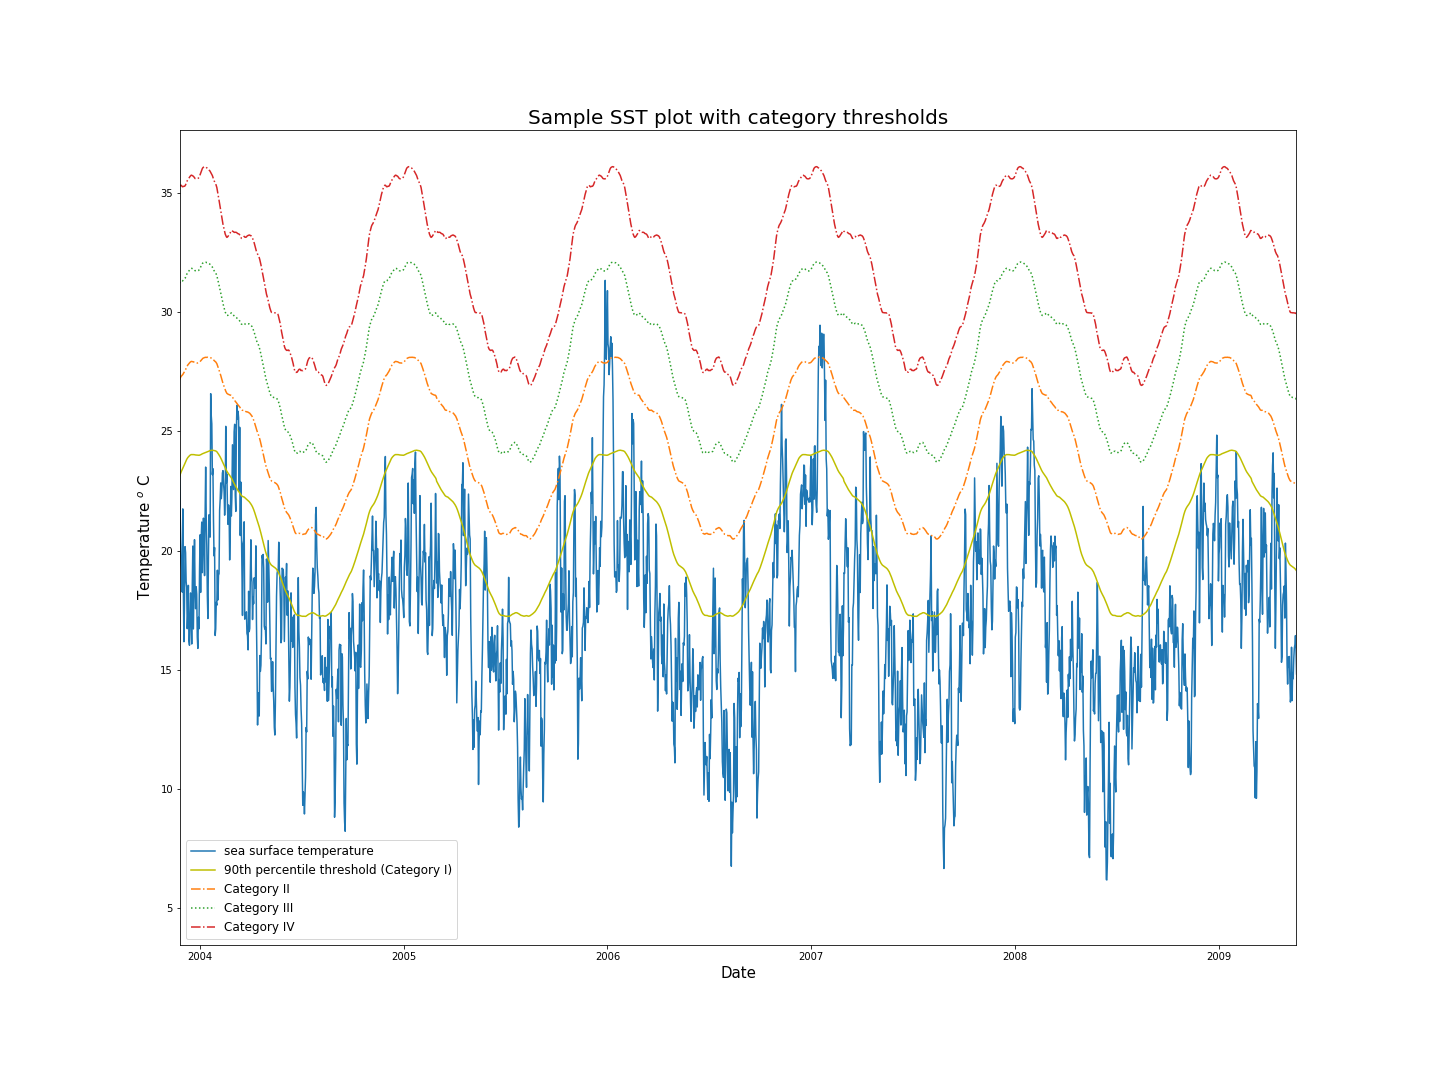 Sample SST plot with category thresholds
Temperature ° C
35
30
25
20
15
10
5
sea surface temperature
90th percentile threshold (Category I)
Category II
Category III
Category IV
2004 2005 2006 2007 2008 2009
Date